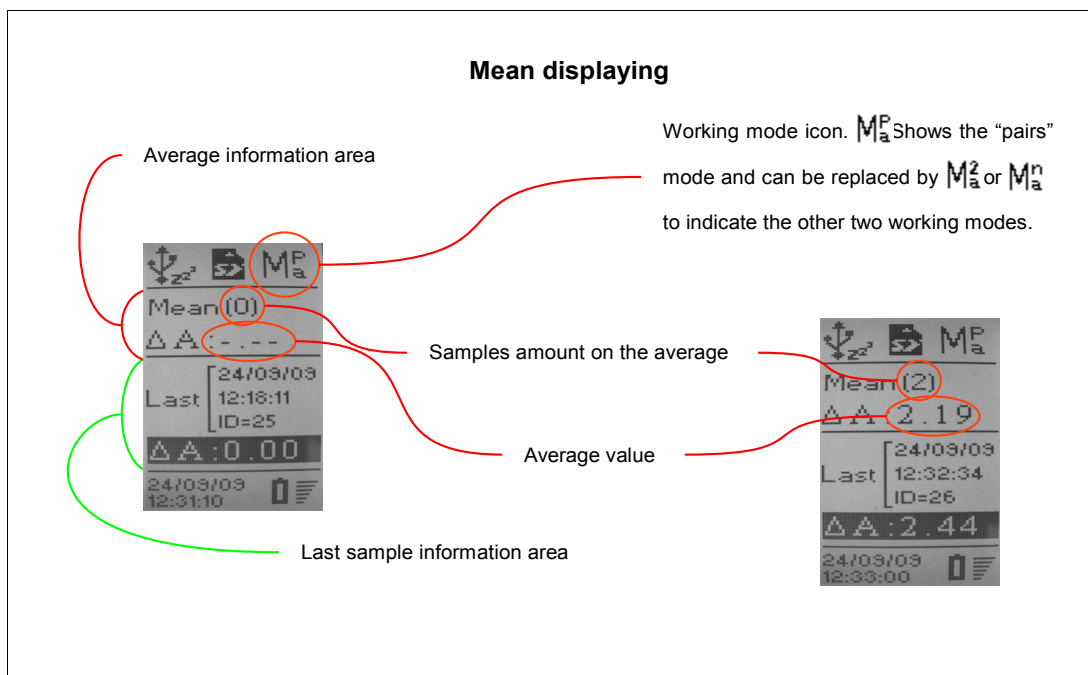 Mean displaying
Working mode icon. MPa Shows the “pairs”
mode and can be replaced by M2a or Mna
to indicate the other two working modes.
Average information area
MPa
Mean(0)
Δ A :-.--
Last
24/09/09
12:18:11
ID=25
Δ A :0.00
24/09/09
12:31:10
Samples amount on the average
Average value
Last sample information area
MPa
Mean(2)
Δ A :2.19
Last
24/09/09
12:32:34
ID=26
Δ A :2.44
24/09/09
12:33:00